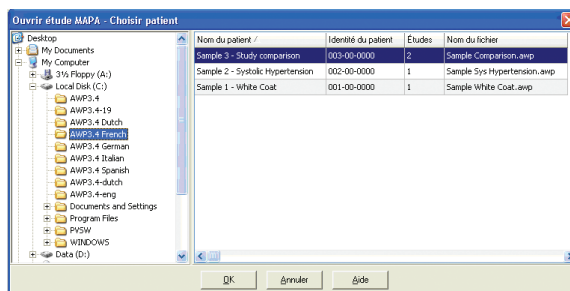 Ouvrir étude MAPA - Choisir patient
Desktop
My Documents
My Computer
3½ Floppy (A:)
Local Disk (C:)
AWP3.4
AWP3.4-19
AWP3.4 Dutch
AWP3.4 French
AWP3.4 German
AWP3.4 Italian
AWP3.4 Spanish
AWP3.4-dutch
AWP3.4-eng
Documents and Settings
Program Files
PVSW
WINDOWS
Data (D:)
Nom du patient / Identité du patient Études Nom du fichier
Sample 3 - Study comparison 003-00-0000 2 Sample Comparison.awp
Sample 2 - Systolic Hypertension 002-00-0000 1 Sample Sys Hypertension.awp
Sample 1 - White Coat 001-00-0000 1 Sample White Coat.awp
OK Annuler Aide